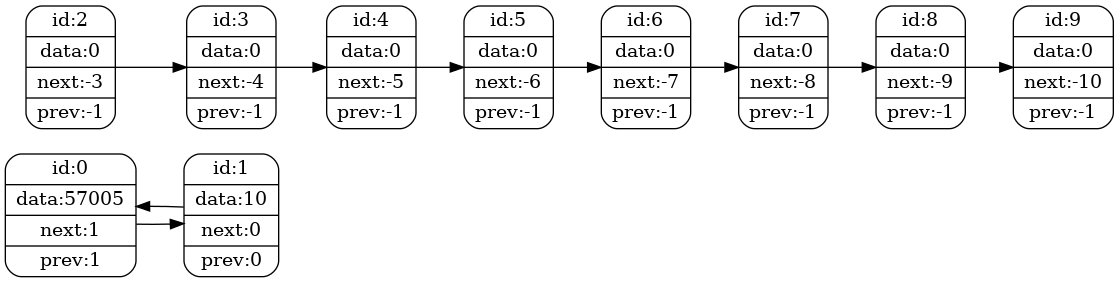 id:2
data:0
next:-3
prev:-1
id:3
data:0
next:-4
prev:-1
id:4
data:0
next:-5
prev:-1
id:5
data:0
next:-6
prev:-1
id:6
data:0
next:-7
prev:-1
id:7
data:0
next:-8
prev:-1
id:8
data:0
next:-9
prev:-1
id:9
data:0
next:-10
prev:-1
id:0
data:57005
next:1
prev:1
id:1
data:10
next:0
prev:0